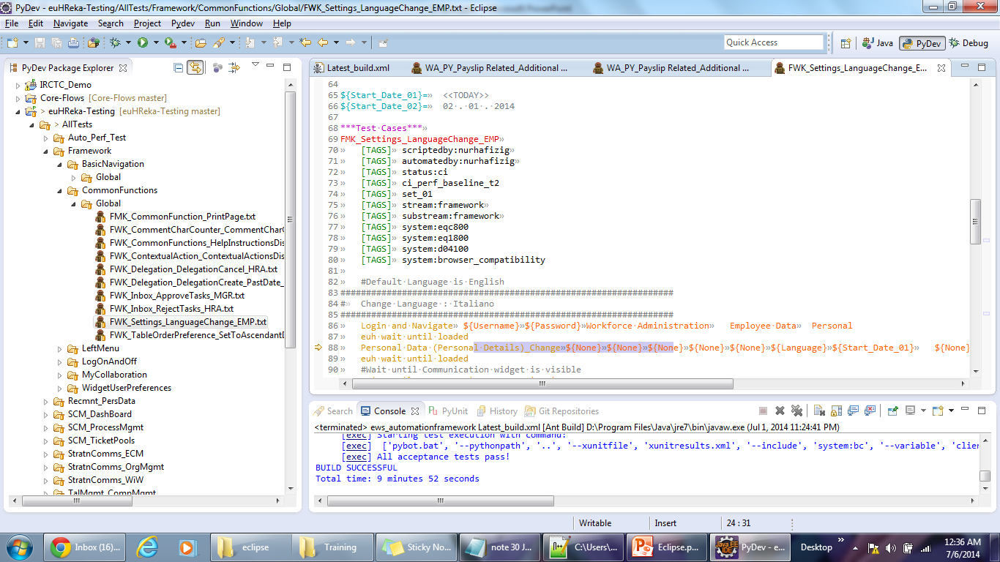 PyDev - euHReka-Testing/AllTests/Framework/CommonFunctions/Global/FWK_Settings_LanguageChange_EMP.txt - Eclipse
File Edit Navigate Search Project Pydev Run Window Help
Quick Access
Java PyDev Debug
PyDev Package Explorer
IRCTC_Demo
Core-Flows [Core-Flows master]
> euHReka-Testing [euHReka-Testing master]
> AllTests
Auto_Perf_Test
Framework
BasicNavigation
Global
CommonFunctions
Global
FMK_CommonFunction_PrintPage.txt
FWK_CommentCharCounter_CommentChar
FWK_CommonFunctions_HelpInstructionsDis
FWK_ContextualAction_ContextualActionsDis
FWK_Delegation_DelegationCancel_HRA.txt
FWK_Delegation_DelegationCreate_PastDate_
FWK_Inbox_ApproveTasks_MGR.txt
FWK_Inbox_RejectTasks_HRA.txt
FWK_Settings_LanguageChange_EMP.txt
FWK_TableOrderPreference_SetToAscendant
LeftMenu
LogOnAndOff
MyCollaboration
WidgetUserPreferences
Recmnt_PersData
SCM_DashBoard
SCM_ProcessMgmt
SCM_TicketPools
StratnComms_ECM
StratnComms_OrgMgmt
StratnComms_WiW
TalMgmt_CompMgmt
Latest_build.xml WA_PY_Payslip Related_Additional ... WA_PY_Payslip Related_Additional ... FWK_Settings_LanguageChange_E...
64
65 ${Start_Date_01}=» <<TODAY>>
66 ${Start_Date_02}=» 02·.·01·.·2014
67
68 ***Test·Cases***»
69 FMK_Settings_LanguageChange_EMP»
70 » [TAGS]» scriptedby:nurhafizig»
71 » [TAGS]» automatedby:nurhafizig»
72 » [TAGS]» status:ci
73 » [TAGS]» ci_perf_baseline_t2
74 » [TAGS]» set_01
75 » [TAGS]» stream:framework»
76 » [TAGS]» substream:framework»
77 » [TAGS]» system:eqc800
78 » [TAGS]» system:eq1800
79 » [TAGS]» system:d04100
80 » [TAGS]» system:browser_compatibility
81 »
82 » #Default·Language·is·English
83 #################################################################
84 #» Change·Language·:·Italiano
85 #################################################################
86 » Login·and·Navigate» ${Username}»${Password}»Workforce·Administration» Employee·Data» Personal
87 » euh·wait·until·loaded
88 » Personal·Data·(Personal·Details)_Change»${None}»${None}»${None}»${None}»${None}»${Language}»${Start_Date_01}» ${None}
89 » euh·wait·until·loaded
90 » #Wait·until·Communication·widget·is·visible
Search Console PyUnit History Git Repositories
<terminated> ews_automationframework Latest_build.xml [Ant Build] D:\Program Files\Java\jre7\bin\javaw.exe (Jul 1, 2014 11:24:41 PM)
[exec] Starting test execution with command:
[exec] ['pybot.bat', '--pythonpath', '..', '--xunitfile', 'xunitresults.xml', '--include', 'system:bc', '--variable', 'clien
[exec] All acceptance tests pass!
BUILD SUCCESSFUL
Total time: 9 minutes 52 seconds
Writable Insert 24 : 31
Inbox (16)... eclipse Training Sticky No... note 30 J... C:\Users\... Eclipse.p... PyDev - e... Desktop » 12:36 AM
7/6/2014